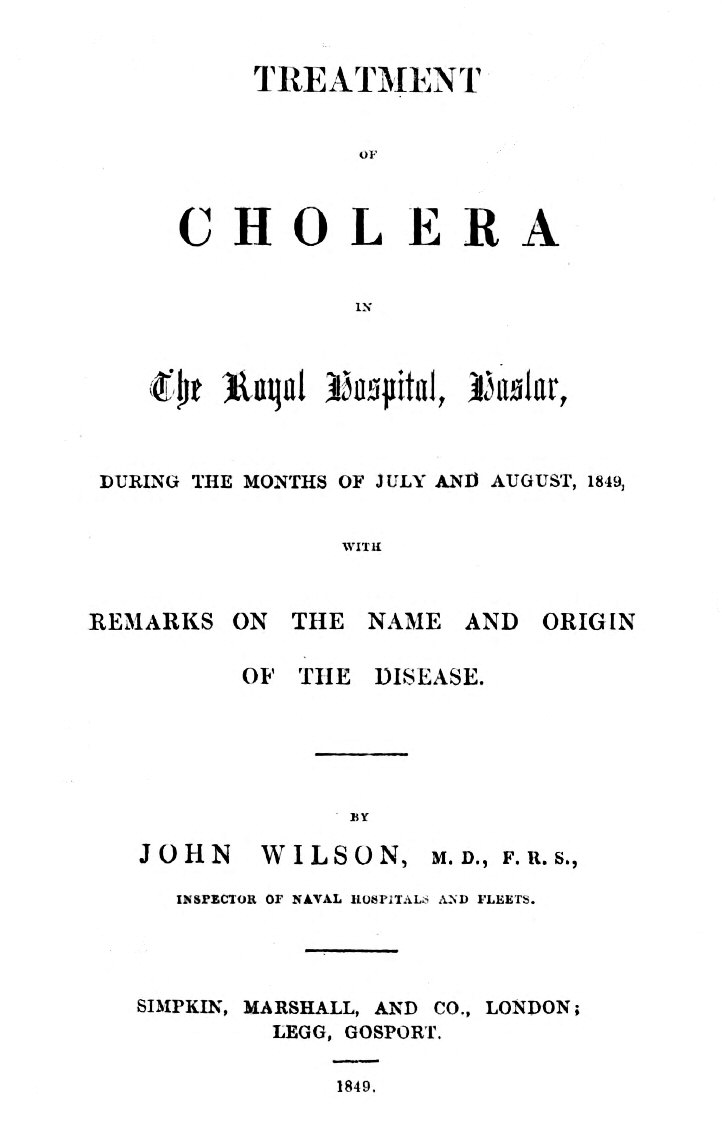 TREATMENT
OF
CHOLERA
IN
The Royal Hospital, Haslar,
DURING THE MONTHS OF JULY AND AUGUST, 1849,
WITH
REMARKS ON THE NAME AND ORIGIN
OF THE DISEASE.
BY
JOHN WILSON, M. D., F. R. S.,
INSPECTOR OF NAVAL HOSPITALS AND FLEETS.
SIMPKIN, MARSHALL, AND CO., LONDON;
LEGG, GOSPORT.
1849.